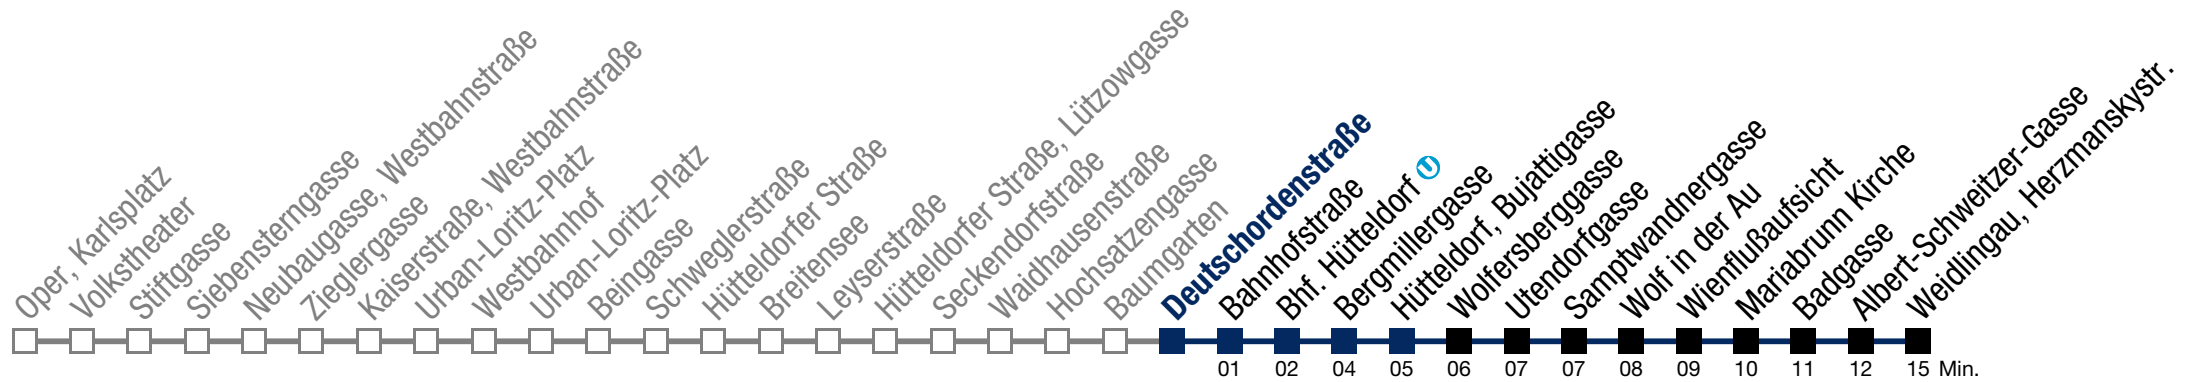 Oper, Karlsplatz
Volkstheater
Stiftgasse
Siebensterngasse
Neubaugasse, Westbahnstraße
Zieglergasse
Kaiserstraße, Westbahnstraße
Urban-Loritz-Platz
Westbahnhof
Urban-Loritz-Platz
Beingasse
Schweglerstraße
Hütteldorfer Straße
Breitensee
Leyserstraße
Hütteldorfer Straße, Lützowgasse
Seckendorfstraße
Waidhausenstraße
Hochsatzengasse
Baumgarten
Deutschordenstraße
Bahnhofstraße
Bhf. Hütteldorf U
Bergmillergasse
Hütteldorf, Bujattigasse
Wolfersberggasse
Utendorfgasse
Samptwandnergasse
Wolf in der Au
Wienflußaufsicht
Mariabrunn Kirche
Badgasse
Albert-Schweitzer-Gasse
Weidlingau, Herzmanskystr.
01 02 04 05 06 07 07 08 09 10 11 12 15 Min.